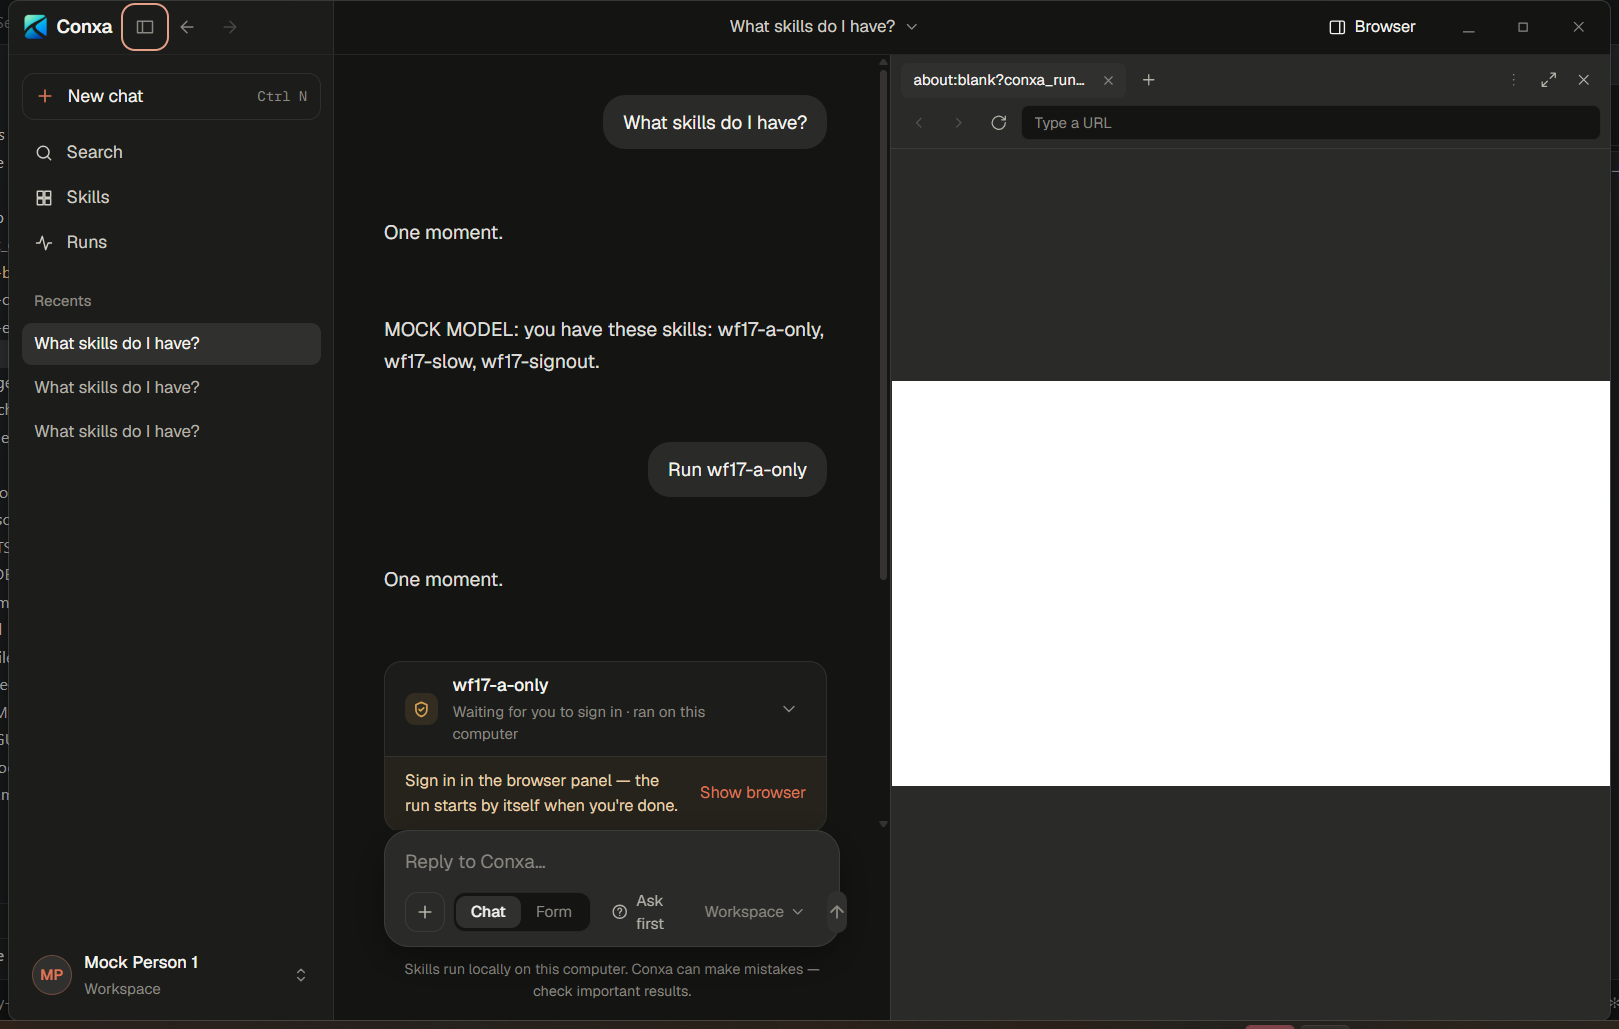 Conxa
What skills do I have?
Browser
New chat
Ctrl N
Search
Skills
Runs
Recents
What skills do I have?
What skills do I have?
What skills do I have?
Mock Person 1
MP
Workspace
What skills do I have?
One moment.
MOCK MODEL: you have these skills: wf17-a-only,
wf17-slow, wf17-signout.
Run wf17-a-only
One moment.
wf17-a-only
Waiting for you to sign in · ran on this
computer
Sign in in the browser panel — the
run starts by itself when you're done.
Show browser
Reply to Conxa...
Chat
Form
Ask
first
Workspace
Skills run locally on this computer. Conxa can make mistakes —
check important results.
about:blank?conxa_run...
Type a URL